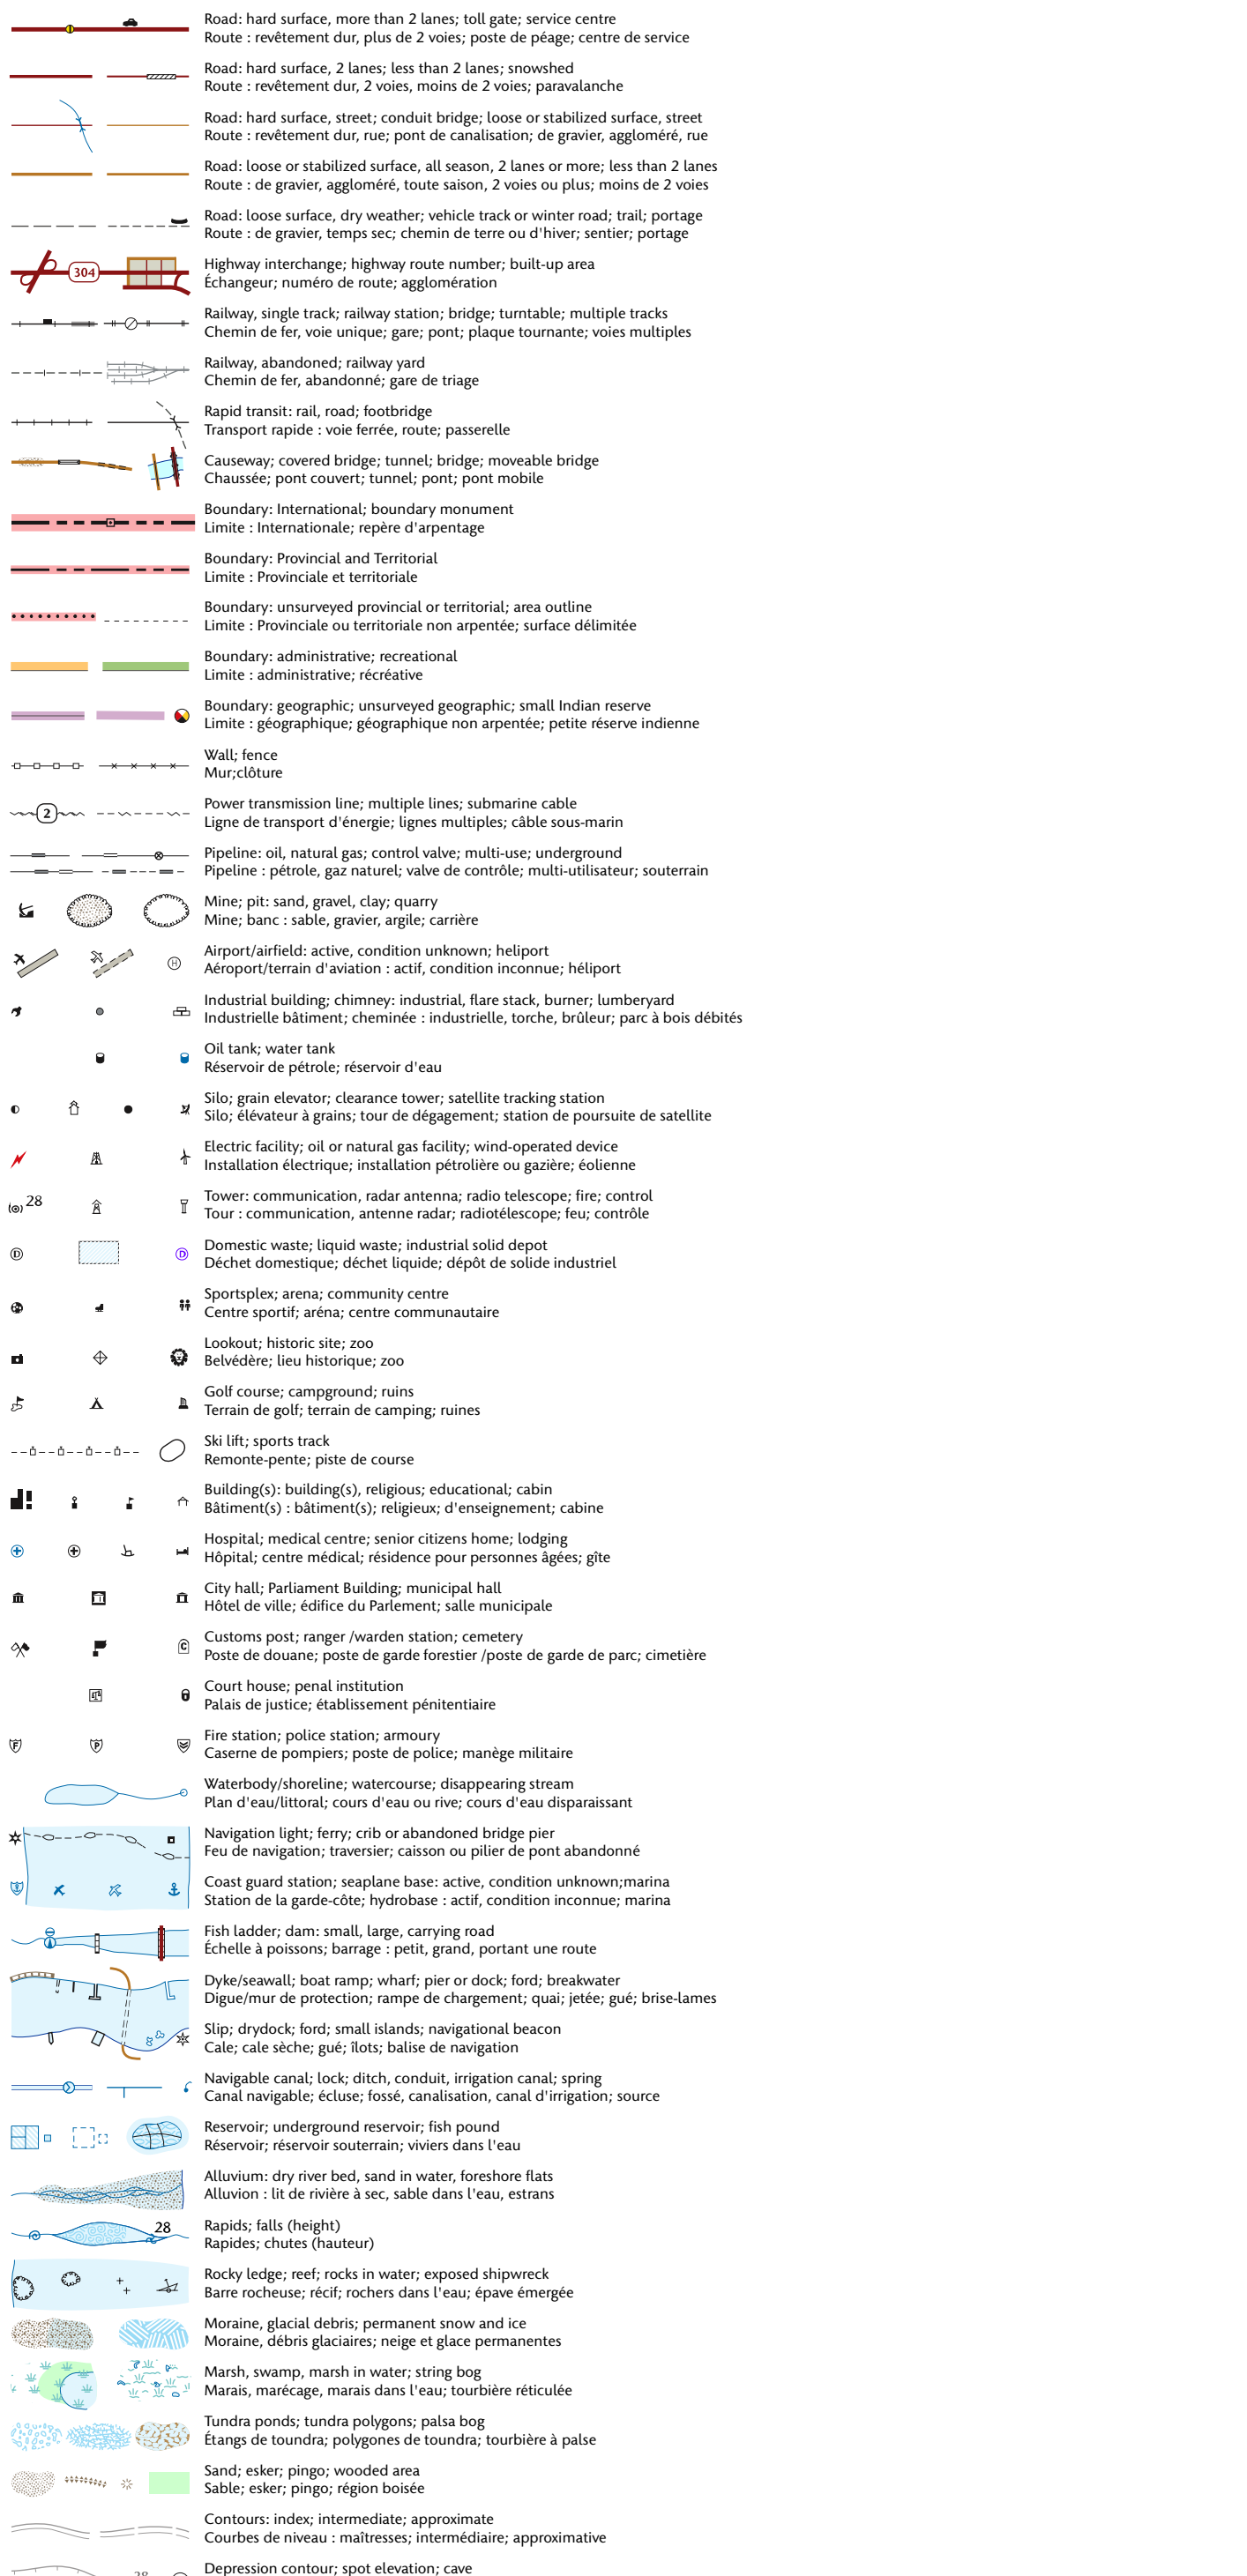 Road: hard surface, more than 2 lanes; toll gate; service centre
Route : revêtement dur, plus de 2 voies; poste de péage; centre de service
Road: hard surface, 2 lanes; less than 2 lanes; snowshed
Route : revêtement dur, 2 voies, moins de 2 voies; paravalanche
Road: hard surface, street; conduit bridge; loose or stabilized surface, street
Route : revêtement dur, rue; pont de canalisation; de gravier, aggloméré, rue
Road: loose or stabilized surface, all season, 2 lanes or more; less than 2 lanes
Route : de gravier, aggloméré, toute saison, 2 voies ou plus; moins de 2 voies
Road: loose surface, dry weather; vehicle track or winter road; trail; portage
Route : de gravier, temps sec; chemin de terre ou d'hiver; sentier; portage
304
Highway interchange; highway route number; built-up area
Échangeur; numéro de route; agglomération
Railway, single track; railway station; bridge; turntable; multiple tracks
Chemin de fer, voie unique; gare; pont; plaque tournante; voies multiples
Railway, abandoned; railway yard
Chemin de fer, abandonné; gare de triage
Rapid transit: rail, road; footbridge
Transport rapide : voie ferrée, route; passerelle
Causeway; covered bridge; tunnel; bridge; moveable bridge
Chaussée; pont couvert; tunnel; pont; pont mobile
Boundary: International; boundary monument
Limite : Internationale; repère d'arpentage
Boundary: Provincial and Territorial
Limite : Provinciale et territoriale
Boundary: unsurveyed provincial or territorial; area outline
Limite : Provinciale ou territoriale non arpentée; surface délimitée
Boundary: administrative; recreational
Limite : administrative; récréative
Boundary: geographic; unsurveyed geographic; small Indian reserve
Limite : géographique; géographique non arpentée; petite réserve indienne
Wall; fence
Mur;clôture
2
Power transmission line; multiple lines; submarine cable
Ligne de transport d'énergie; lignes multiples; câble sous-marin
Pipeline: oil, natural gas; control valve; multi-use; underground
Pipeline : pétrole, gaz naturel; valve de contrôle; multi-utilisateur; souterrain
Mine; pit: sand, gravel, clay; quarry
Mine; banc : sable, gravier, argile; carrière
H
Airport/airfield: active, condition unknown; heliport
Aéroport/terrain d'aviation : actif, condition inconnue; héliport
Industrial building; chimney: industrial, flare stack, burner; lumberyard
Industrielle bâtiment; cheminée : industrielle, torche, brûleur; parc à bois débités
Oil tank; water tank
Réservoir de pétrole; réservoir d'eau
Silo; grain elevator; clearance tower; satellite tracking station
Silo; élévateur à grains; tour de dégagement; station de poursuite de satellite
Electric facility; oil or natural gas facility; wind-operated device
Installation électrique; installation pétrolière ou gazière; éolienne
28
Tower: communication, radar antenna; radio telescope; fire; control
Tour : communication, antenne radar; radiotélescope; feu; contrôle
D
D
Domestic waste; liquid waste; industrial solid depot
Déchet domestique; déchet liquide; dépôt de solide industriel
Sportsplex; arena; community centre
Centre sportif; aréna; centre communautaire
Lookout; historic site; zoo
Belvédère; lieu historique; zoo
Golf course; campground; ruins
Terrain de golf; terrain de camping; ruines
Ski lift; sports track
Remonte-pente; piste de course
Building(s): building(s), religious; educational; cabin
Bâtiment(s) : bâtiment(s); religieux; d'enseignement; cabine
Hospital; medical centre; senior citizens home; lodging
Hôpital; centre médical; résidence pour personnes âgées; gîte
City hall; Parliament Building; municipal hall
Hôtel de ville; édifice du Parlement; salle municipale
C
Customs post; ranger /warden station; cemetery
Poste de douane; poste de garde forestier /poste de garde de parc; cimetière
Court house; penal institution
Palais de justice; établissement pénitentiaire
F
P
Fire station; police station; armoury
Caserne de pompiers; poste de police; manège militaire
Waterbody/shoreline; watercourse; disappearing stream
Plan d'eau/littoral; cours d'eau ou rive; cours d'eau disparaissant
Navigation light; ferry; crib or abandoned bridge pier
Feu de navigation; traversier; caisson ou pilier de pont abandonné
Coast guard station; seaplane base: active, condition unknown;marina
Station de la garde-côte; hydrobase : actif, condition inconnue; marina
Fish ladder; dam: small, large, carrying road
Échelle à poissons; barrage : petit, grand, portant une route
Dyke/seawall; boat ramp; wharf; pier or dock; ford; breakwater
Digue/mur de protection; rampe de chargement; quai; jetée; gué; brise-lames
Slip; drydock; ford; small islands; navigational beacon
Cale; cale sèche; gué; îlots; balise de navigation
Navigable canal; lock; ditch, conduit, irrigation canal; spring
Canal navigable; écluse; fossé, canalisation, canal d'irrigation; source
Reservoir; underground reservoir; fish pound
Réservoir; réservoir souterrain; viviers dans l'eau
Alluvium: dry river bed, sand in water, foreshore flats
Alluvion : lit de rivière à sec, sable dans l'eau, estrans
28
Rapids; falls (height)
Rapides; chutes (hauteur)
Rocky ledge; reef; rocks in water; exposed shipwreck
Barre rocheuse; récif; rochers dans l'eau; épave émergée
Moraine, glacial debris; permanent snow and ice
Moraine, débris glaciaires; neige et glace permanentes
Marsh, swamp, marsh in water; string bog
Marais, marécage, marais dans l'eau; tourbière réticulée
Tundra ponds; tundra polygons; palsa bog
Étangs de toundra; polygones de toundra; tourbière à palse
Sand; esker; pingo; wooded area
Sable; esker; pingo; région boisée
Contours: index; intermediate; approximate
Courbes de niveau : maîtresses; intermédiaire; approximative
Depression contour; spot elevation; cave